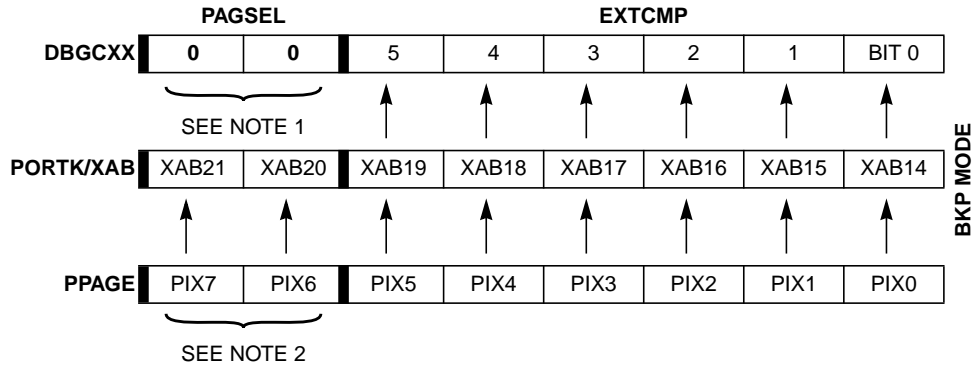 PAGSEL EXTCMP
DBGCXX 0 0 5 4 3 2 1 BIT 0
SEE NOTE 1
PORTK/XAB XAB21 XAB20 XAB19 XAB18 XAB17 XAB16 XAB15 XAB14
BKP MODE
PPAGE PIX7 PIX6 PIX5 PIX4 PIX3 PIX2 PIX1 PIX0
SEE NOTE 2